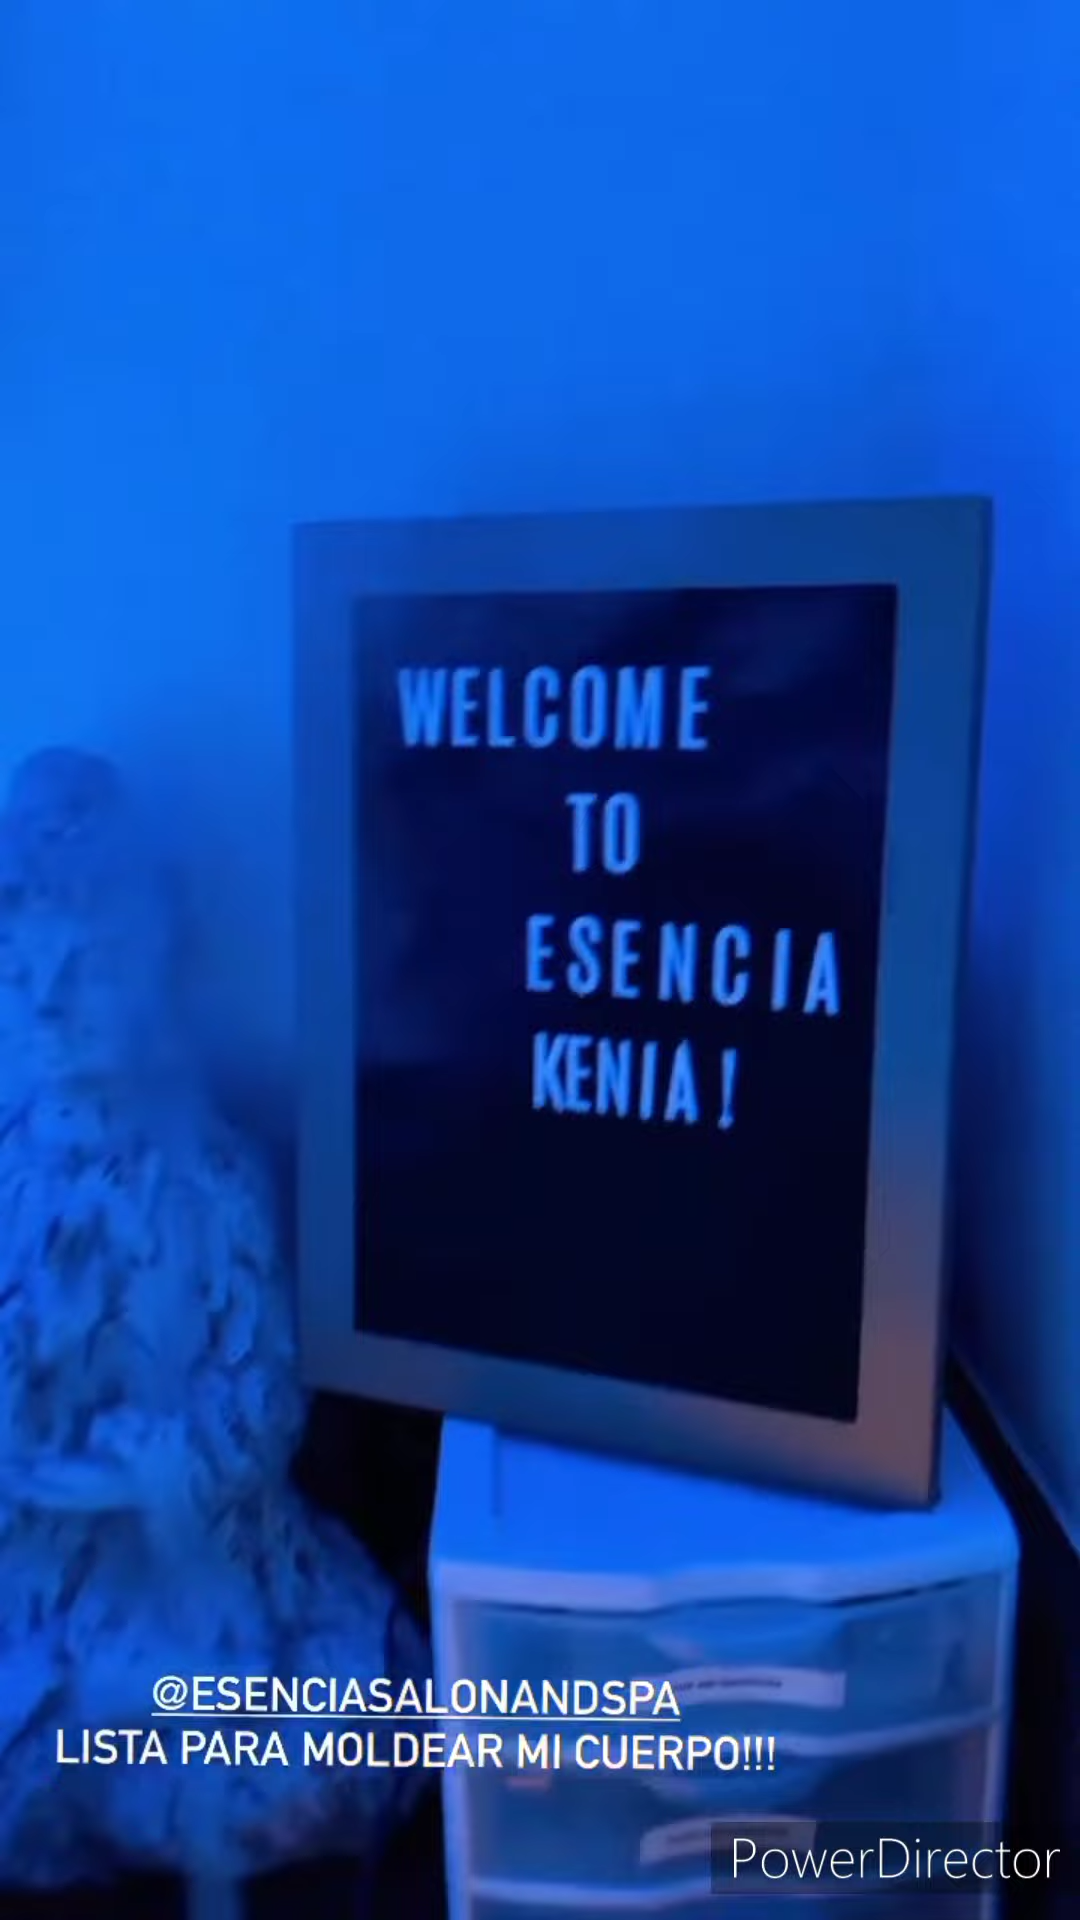 WELCOME
TO
ESENCIA
KENIA!
@ESENCIASALONANDSPA
LISTA PARA MOLDEAR MI CUERPO!!!
PowerDirector